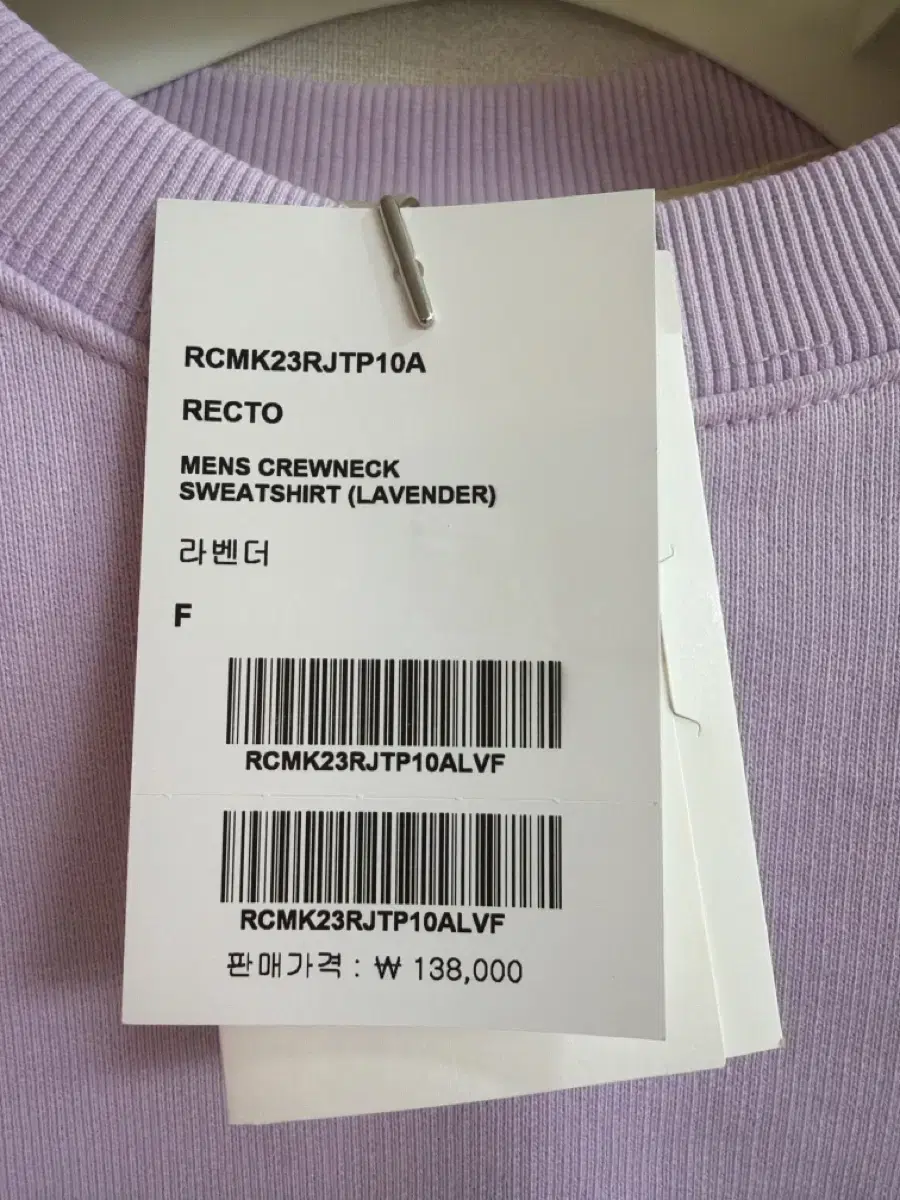 RCMK23RJTP10A
RECTO
MENS CREWNECK
SWEATSHIRT (LAVENDER)
라벤더
F
RCMK23RJTP10ALVF
RCMK23RJTP10ALVF
판매가격 : ₩ 138,000